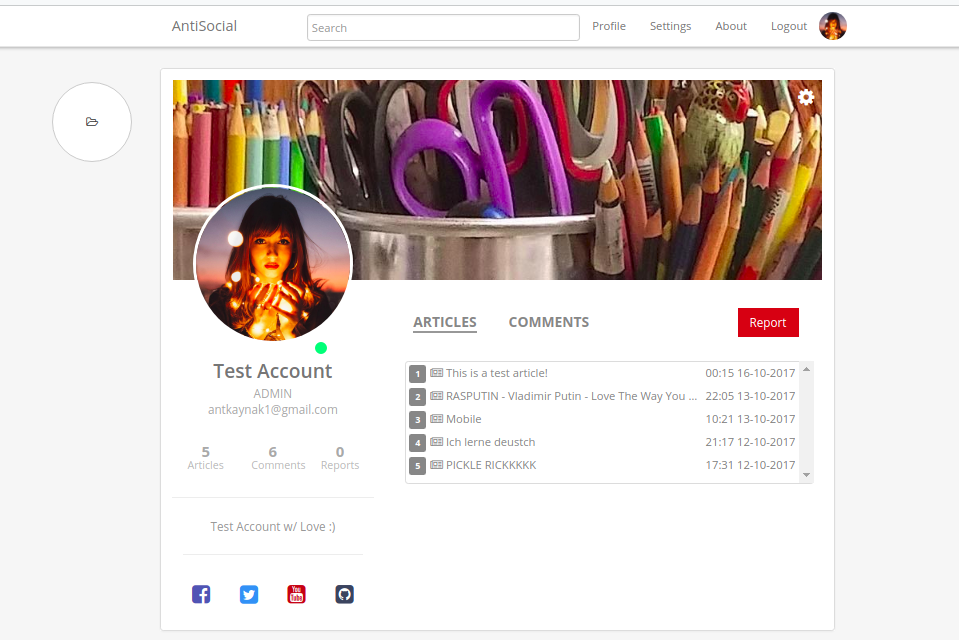 AntiSocial
Search
Profile Settings About Logout
ARTICLES COMMENTS Report
1 This is a test article! 00:15 16-10-2017
2 RASPUTIN - Vladimir Putin - Love The Way You ... 22:05 13-10-2017
3 Mobile 10:21 13-10-2017
4 Ich lerne deustch 21:17 12-10-2017
5 PICKLE RICKKKKK 17:31 12-10-2017
Test Account
ADMIN
antkaynak1@gmail.com
5 6 0
Articles Comments Reports
Test Account w/ Love :)
You
Tube